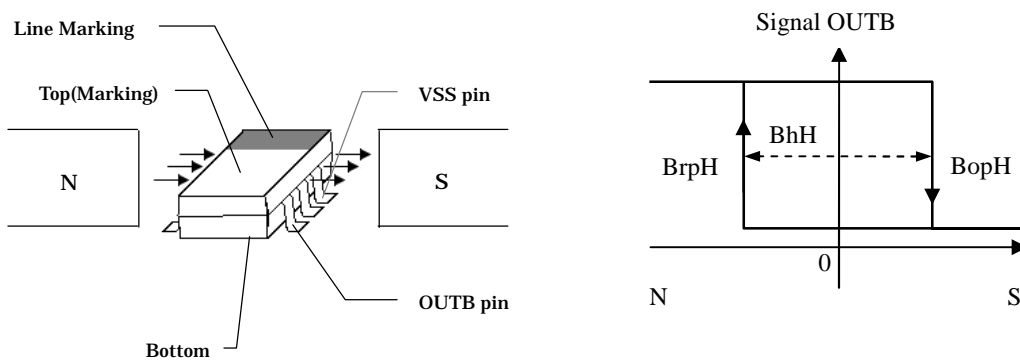 Line Marking
Top(Marking)
VSS pin
N
S
OUTB pin
Bottom
Signal OUTB
BhH
BrpH
BopH
0
N
S